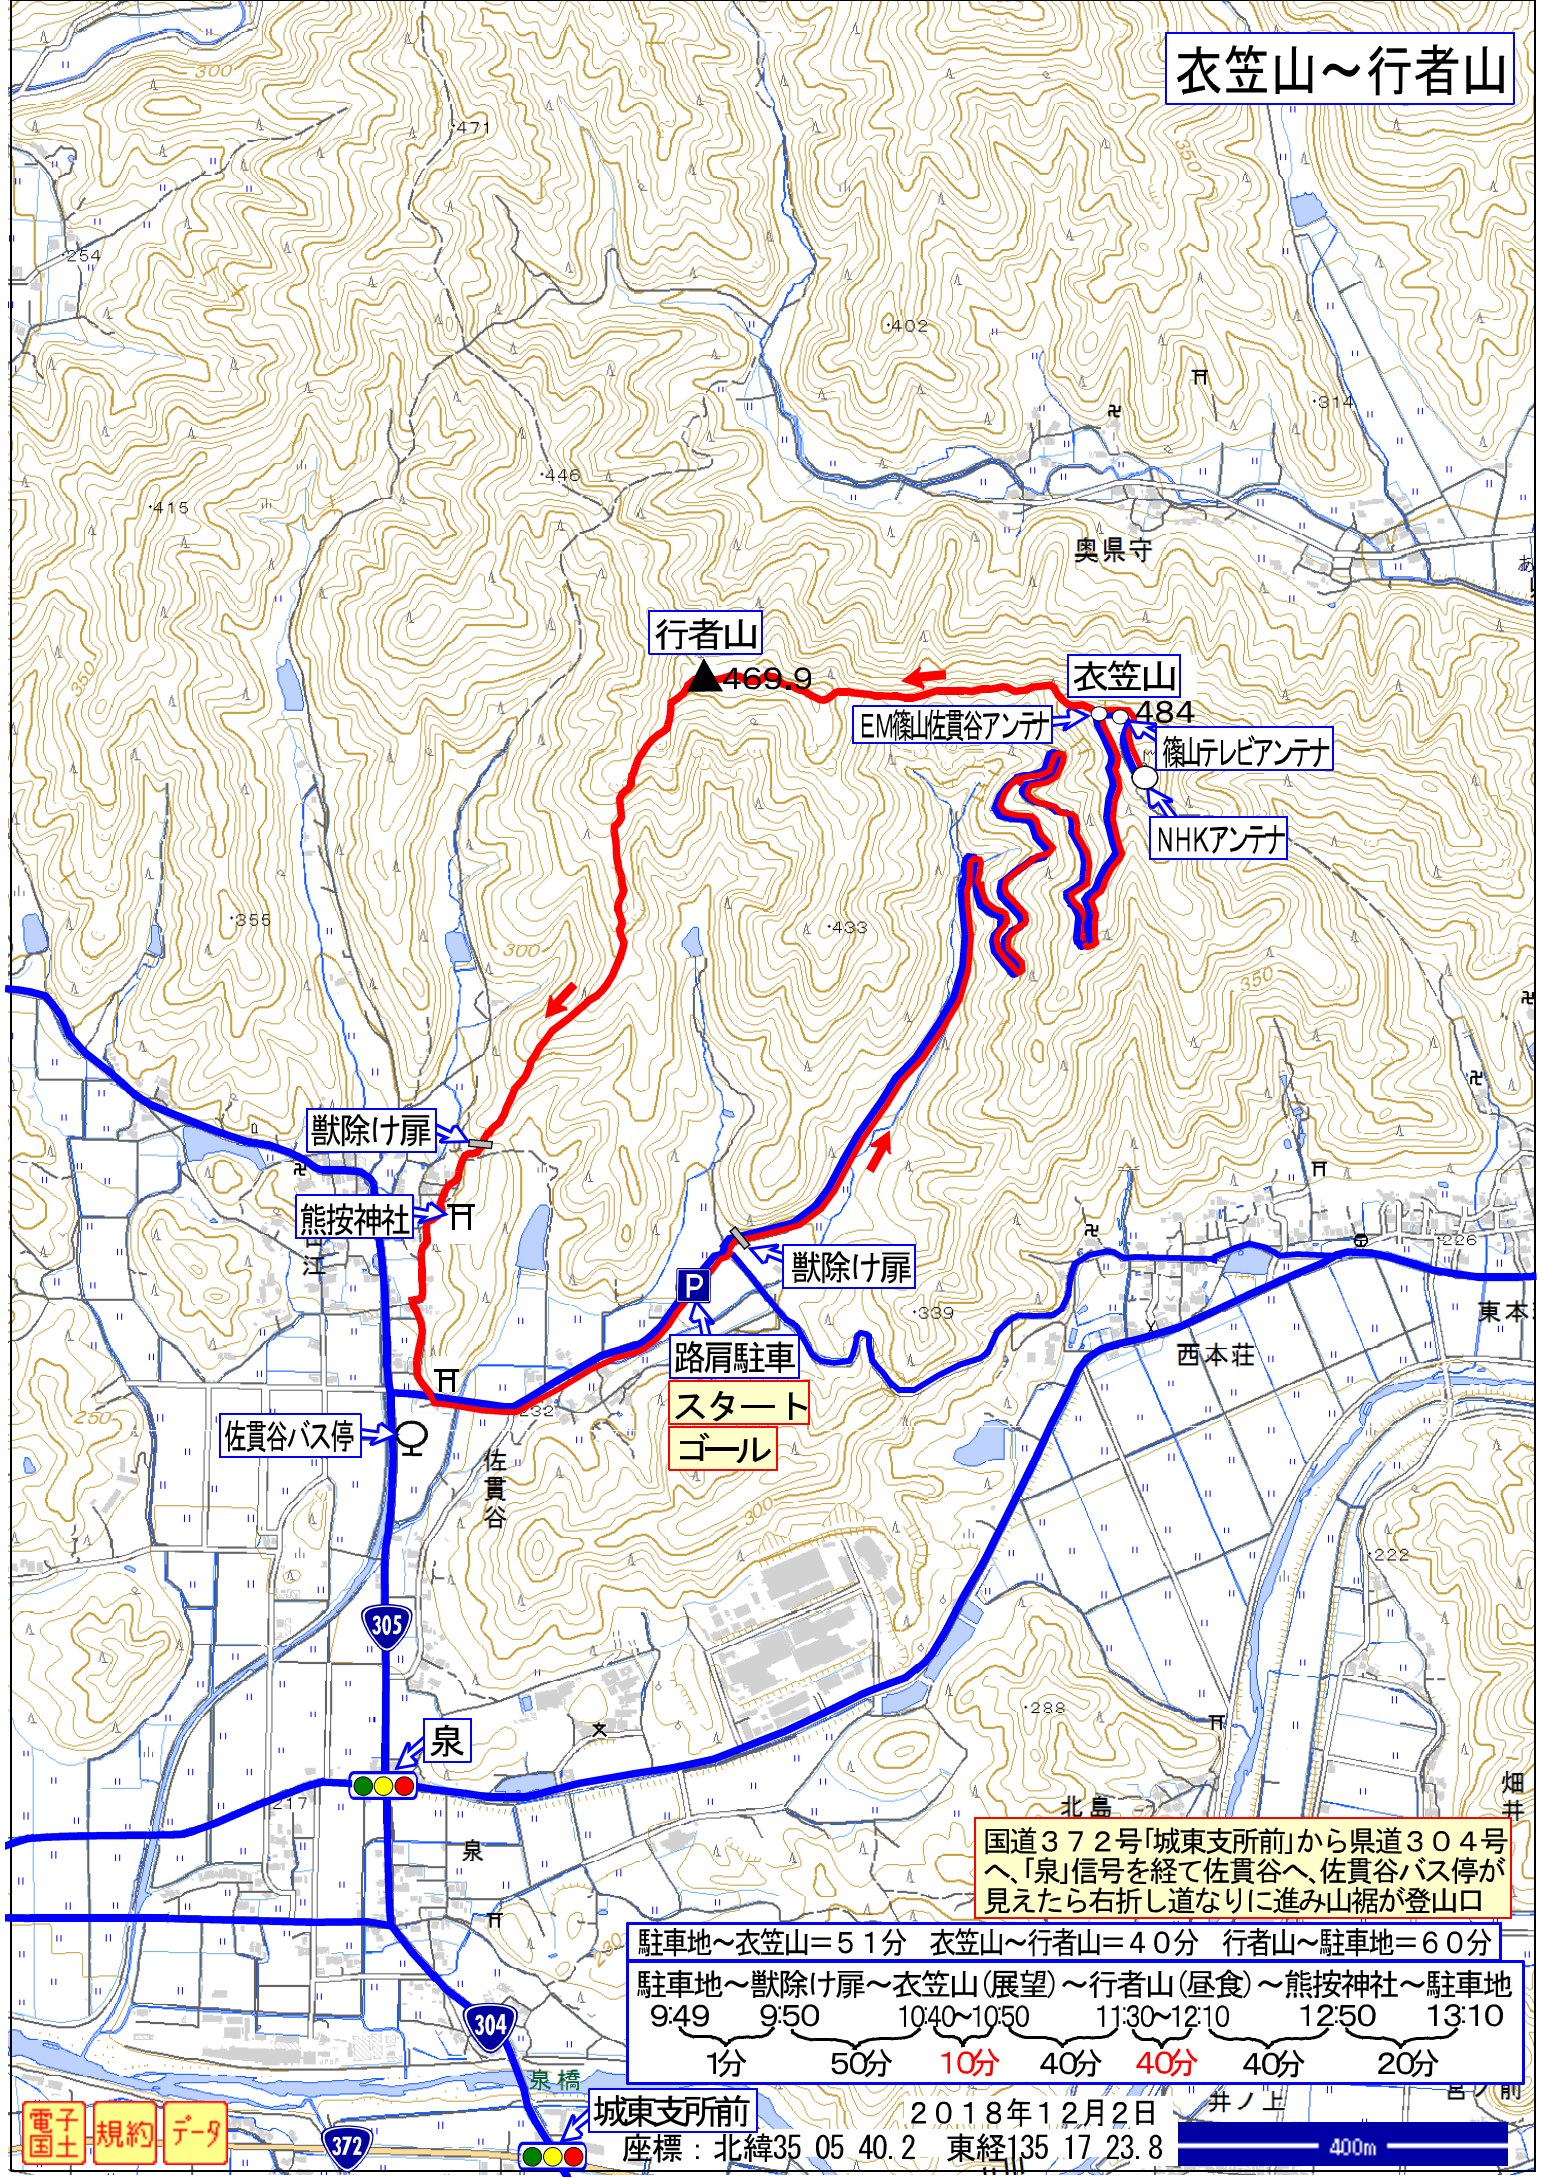 衣笠山～行者山
300
471
350
254
402
314
446
415
奥県守
350
行者山
469.9
衣笠山
484
EM篠山佐貫谷アンテナ
篠山テレビアンテナ
NHKアンテナ
355
433
300
350
獣除け扉
熊按神社
226
獣除け扉
P
339
東本
路肩駐車
西本荘
スタート
ゴール
232
250
佐貫谷バス停
佐貫谷
300
222
305
288
泉
217
北島
畑井
泉
国道３７２号｢城東支所前｣から県道３０４号
へ、｢泉｣信号を経て佐貫谷へ、佐貫谷バス停が
見えたら右折し道なりに進み山裾が登山口
駐車地～衣笠山＝５１分　衣笠山～行者山＝４０分　行者山～駐車地＝６０分
駐車地～獣除け扉～衣笠山(展望)～行者山(昼食)～熊按神社～駐車地
9:49 9:50 10:40～10:50 11:30～12:10 12:50 13:10
1分 50分 10分 40分 40分 40分 20分
304
泉橋
井ノ上
城東支所前
２０１８年１２月２日
電子国土
規約
データ
372
座標：北緯35 05 40.2　東経135 17 23.8
400m